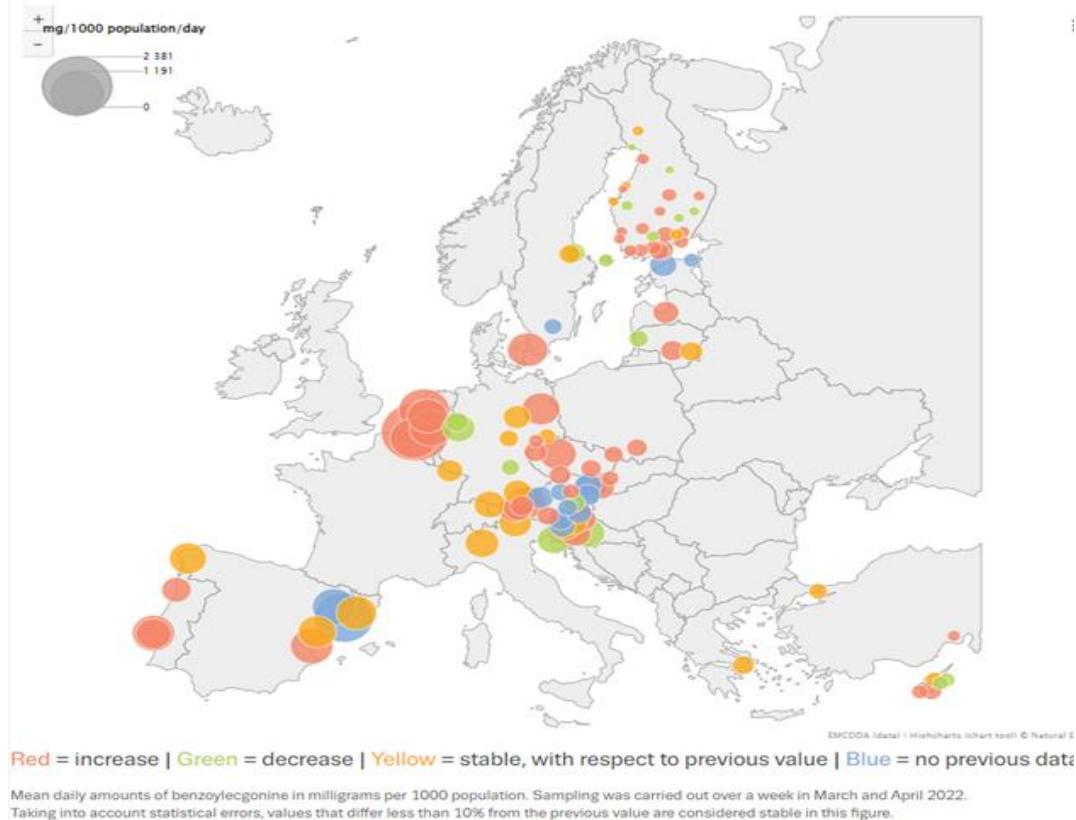 +
mg/1000 population/day
−
2 381
1 191
0
EMCDDA (data) | Highcharts (chart tool) © Natural E
Red = increase | Green = decrease | Yellow = stable, with respect to previous value | Blue = no previous data
Mean daily amounts of benzoylecgonine in milligrams per 1000 population. Sampling was carried out over a week in March and April 2022.
Taking into account statistical errors, values that differ less than 10% from the previous value are considered stable in this figure.